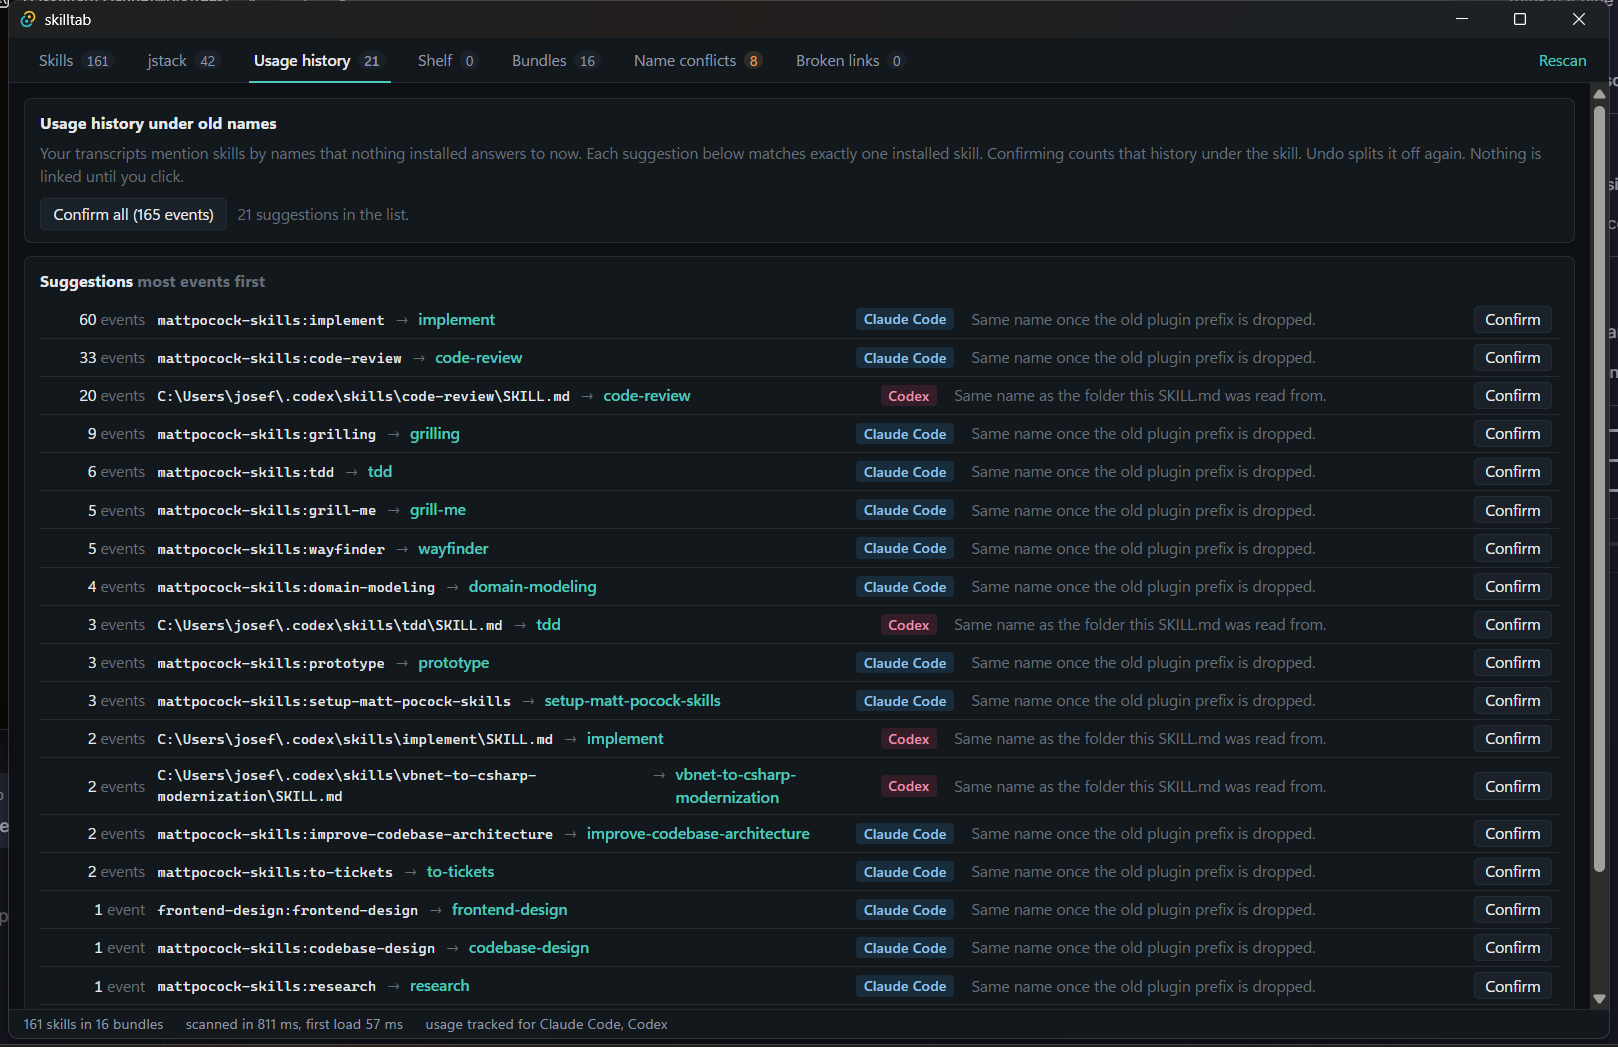 skilltab
Skills 161 jstack 42 Usage history 21 Shelf 0 Bundles 16 Name conflicts 8 Broken links 0 Rescan
Usage history under old names
Your transcripts mention skills by names that nothing installed answers to now. Each suggestion below matches exactly one installed skill. Confirming counts that history under the skill. Undo splits it off again. Nothing is
linked until you click.
Confirm all (165 events) 21 suggestions in the list.
Suggestions most events first
60 events mattpocock-skills:implement → implement Claude Code Same name once the old plugin prefix is dropped. Confirm
33 events mattpocock-skills:code-review → code-review Claude Code Same name once the old plugin prefix is dropped. Confirm
20 events C:\Users\josef\.codex\skills\code-review\SKILL.md → code-review Codex Same name as the folder this SKILL.md was read from. Confirm
9 events mattpocock-skills:grilling → grilling Claude Code Same name once the old plugin prefix is dropped. Confirm
6 events mattpocock-skills:tdd → tdd Claude Code Same name once the old plugin prefix is dropped. Confirm
5 events mattpocock-skills:grill-me → grill-me Claude Code Same name once the old plugin prefix is dropped. Confirm
5 events mattpocock-skills:wayfinder → wayfinder Claude Code Same name once the old plugin prefix is dropped. Confirm
4 events mattpocock-skills:domain-modeling → domain-modeling Claude Code Same name once the old plugin prefix is dropped. Confirm
3 events C:\Users\josef\.codex\skills\tdd\SKILL.md → tdd Codex Same name as the folder this SKILL.md was read from. Confirm
3 events mattpocock-skills:prototype → prototype Claude Code Same name once the old plugin prefix is dropped. Confirm
3 events mattpocock-skills:setup-matt-pocock-skills → setup-matt-pocock-skills Claude Code Same name once the old plugin prefix is dropped. Confirm
2 events C:\Users\josef\.codex\skills\implement\SKILL.md → implement Codex Same name as the folder this SKILL.md was read from. Confirm
2 events C:\Users\josef\.codex\skills\vbnet-to-csharp-
modernization\SKILL.md → vbnet-to-csharp-
modernization Codex Same name as the folder this SKILL.md was read from. Confirm
2 events mattpocock-skills:improve-codebase-architecture → improve-codebase-architecture Claude Code Same name once the old plugin prefix is dropped. Confirm
2 events mattpocock-skills:to-tickets → to-tickets Claude Code Same name once the old plugin prefix is dropped. Confirm
1 event frontend-design:frontend-design → frontend-design Claude Code Same name once the old plugin prefix is dropped. Confirm
1 event mattpocock-skills:codebase-design → codebase-design Claude Code Same name once the old plugin prefix is dropped. Confirm
1 event mattpocock-skills:research → research Claude Code Same name once the old plugin prefix is dropped. Confirm
161 skills in 16 bundles scanned in 811 ms, first load 57 ms usage tracked for Claude Code, Codex